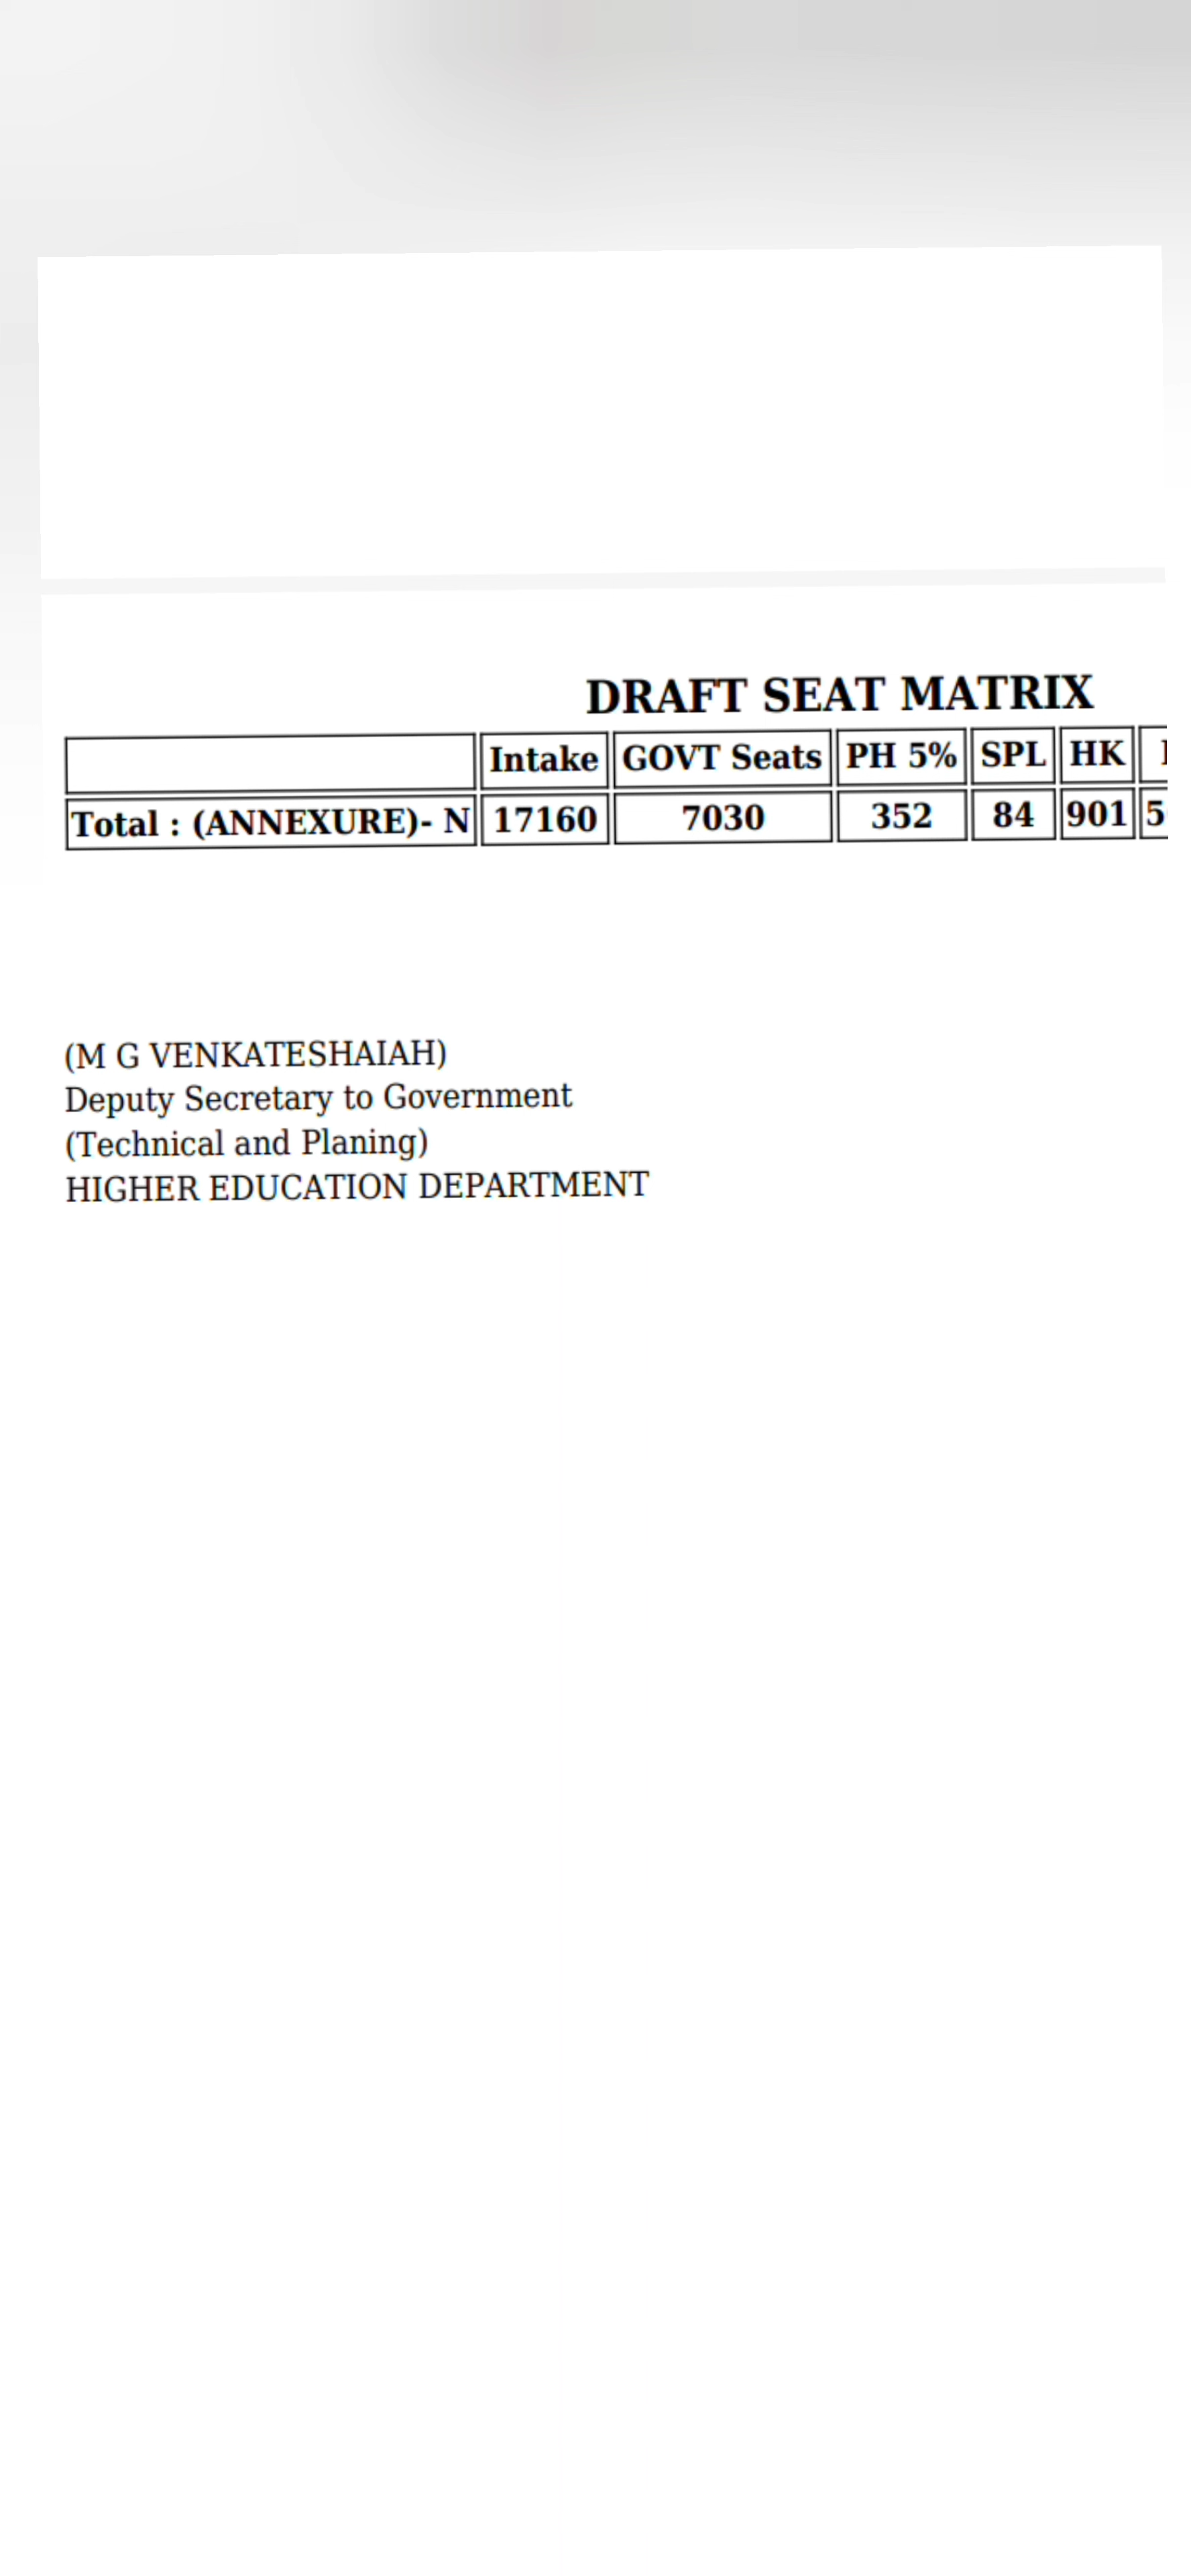 DRAFT SEAT MATRIX
Intake GOVT Seats PH 5% SPL HK
Total : (ANNEXURE)- N 17160 7030 352 84 901
(M G VENKATESHAIAH)
Deputy Secretary to Government
(Technical and Planing)
HIGHER EDUCATION DEPARTMENT